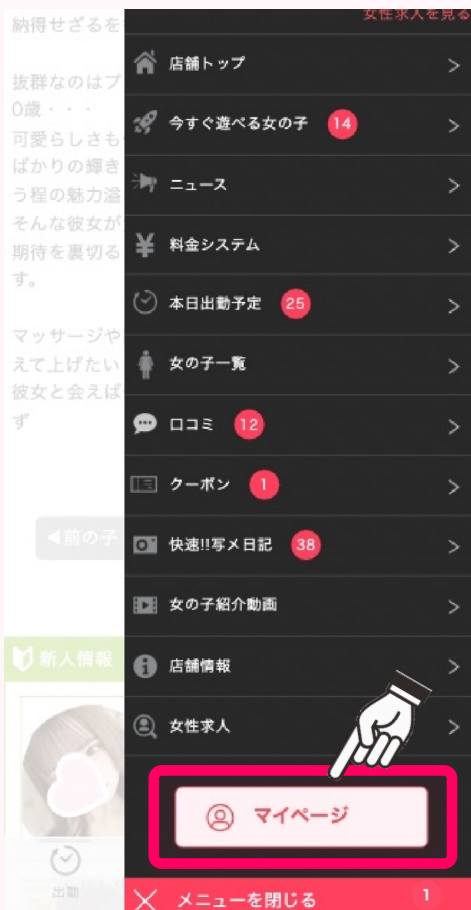 女性求人を見る
納得せざるを
抜群なのはプ
0歳・・・
可愛らしさも
ばかりの輝き
う程の魅力溢
そんな彼女が
期待を裏切る
す。
マッサージや
えて上げたい
彼女と会えば
ず
◀前の子
新人情報
出勤
店舗トップ
今すぐ遊べる女の子 14
ニュース
料金システム
本日出勤予定 25
女の子一覧
口コミ 12
クーポン 1
快速!!写メ日記 38
女の子紹介動画
店舗情報
女性求人
マイページ
メニューを閉じる 1